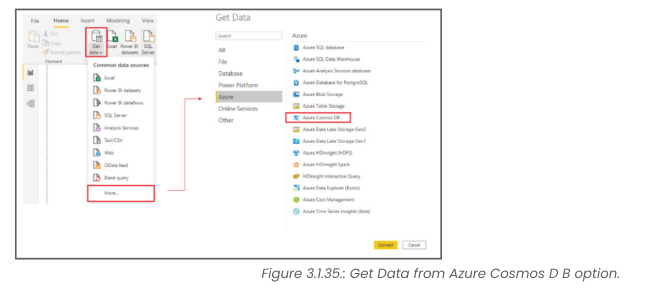 File Home Insert Modeling View
Cut
Copy
Paste
Format painter
Get data
Excel
Power BI datasets
SQL Server
Common data sources
Excel
Power BI datasets
Power BI dataflows
SQL Server
Analysis Services
Text/CSV
Web
OData feed
Blank query
More...
Get Data
Search
All
File
Database
Power Platform
Azure
Online Services
Other
Azure
Azure SQL database
Azure SQL Data Warehouse
Azure Analysis Services database
Azure Database for PostgreSQL
Azure Blob Storage
Azure Table Storage
Azure Cosmos DB
Azure Data Lake Storage Gen2
Azure Data Lake Storage Gen1
Azure HDInsight (HDFS)
Azure HDInsight Spark
HDInsight Interactive Query
Azure Data Explorer (Kusto)
Azure Cost Management
Azure Time Series Insights (Beta)
Connect Cancel
Figure 3.1.35.: Get Data from Azure Cosmos D B option.